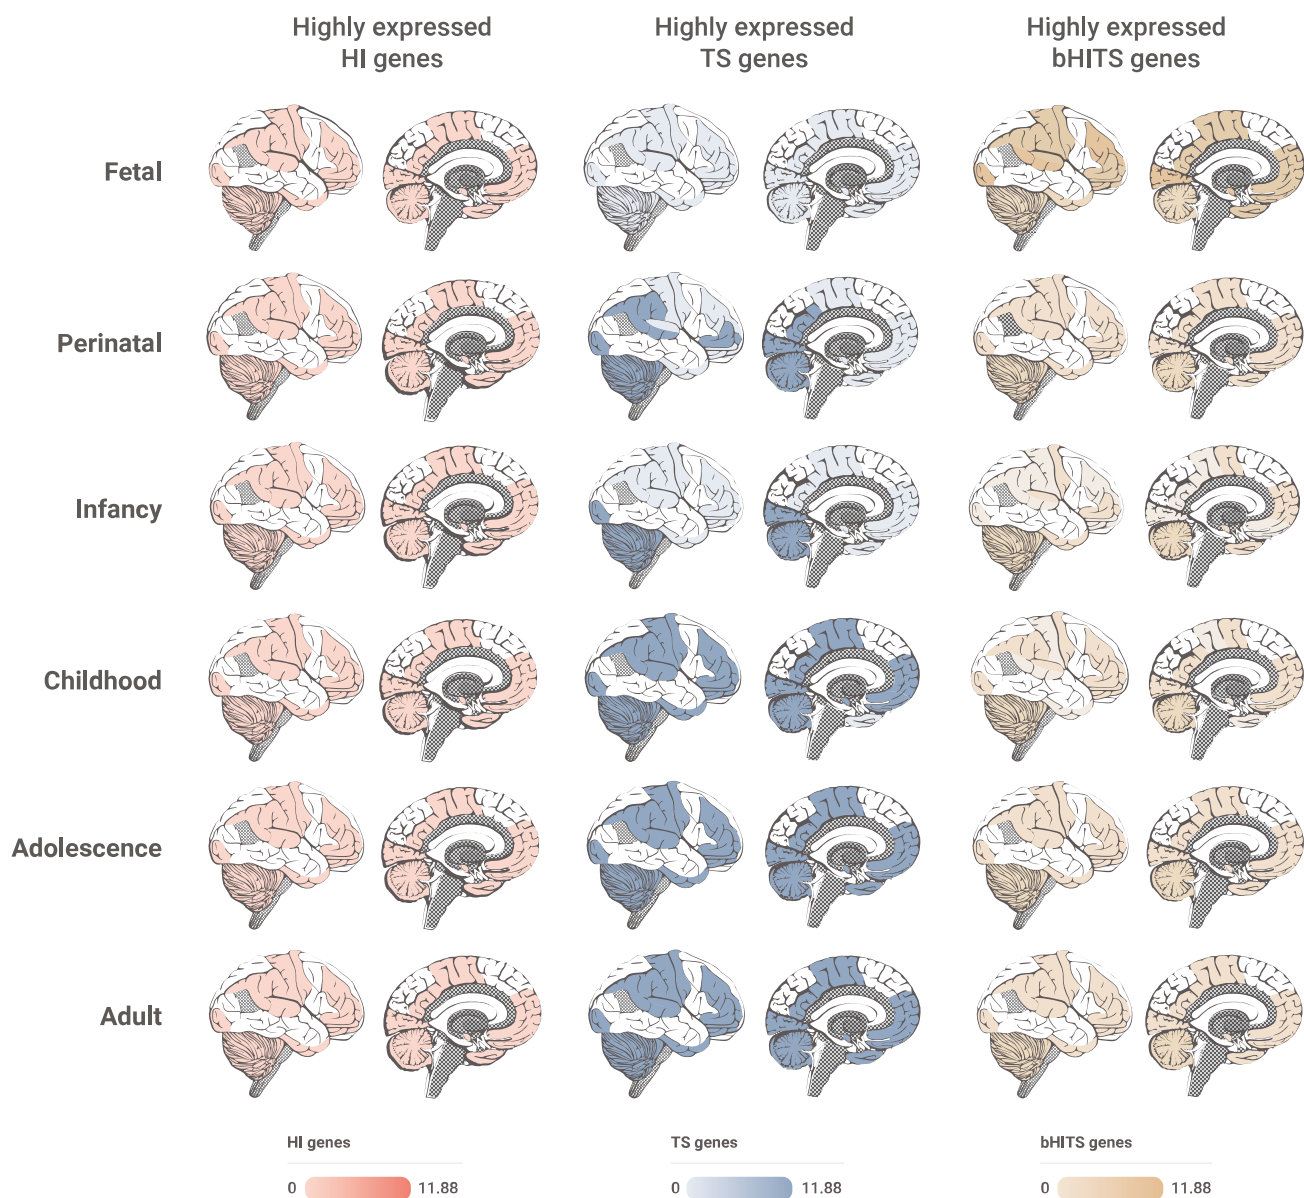 Highly expressed
HI genes
Highly expressed
TS genes
Highly expressed
bHITS genes
Fetal
Perinatal
Infancy
Childhood
Adolescence
Adult
HI genes
0 11.88
TS genes
0 11.88
bHITS genes
0 11.88